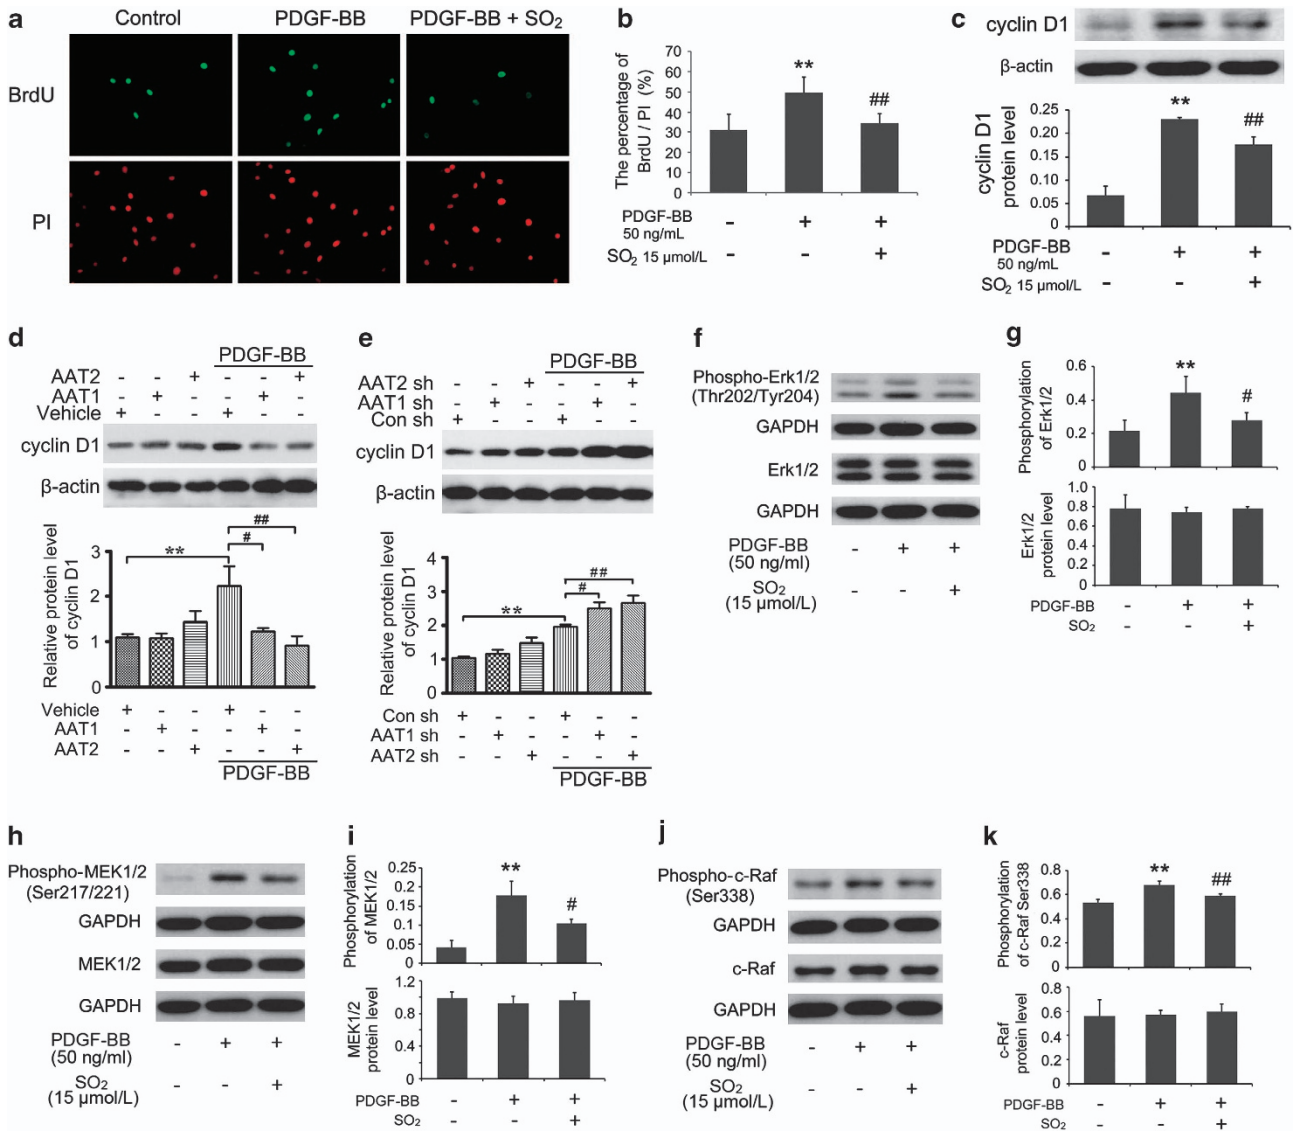 a
Control PDGF-BB PDGF-BB + SO₂
BrdU
PI
b
The percentage of
BrdU / PI (%)
70
60
50
40
30
20
10
0
**
##
PDGF-BB
50 ng/mL - + +
SO₂ 15 µmol/L - - +
c
cyclin D1
β-actin
cyclin D1
protein level
0.25
0.20
0.15
0.10
0.05
0
**
##
PDGF-BB
50 ng/mL - + +
SO₂ 15 µmol/L - - +
d
PDGF-BB
AAT2 - - + - - +
AAT1 - + - - + -
Vehicle + - - + - -
cyclin D1
β-actin
Relative protein level
of cyclin D1
3
2
1
0
**
#
##
Vehicle + - - + - -
AAT1 - + - - + -
AAT2 - - + - - +
PDGF-BB
e
PDGF-BB
AAT2 sh - - + - - +
AAT1 sh - + - - + -
Con sh + - - + - -
cyclin D1
β-actin
Relative protein level
of cyclin D1
4
3
2
1
0
**
#
##
Con sh + - - + - -
AAT1 sh - + - - + -
AAT2 sh - - + - - +
PDGF-BB
f
Phospho-Erk1/2
(Thr202/Tyr204)
GAPDH
Erk1/2
GAPDH
PDGF-BB
(50 ng/ml) - + +
SO₂
(15 µmol/L) - - +
g
Phosphorylation
of Erk1/2
0.6
0.4
0.2
0
**
#
Erk1/2
protein level
1.0
0.8
0.6
0.4
0.2
0
PDGF-BB - + +
SO₂ - - +
h
Phospho-MEK1/2
(Ser217/221)
GAPDH
MEK1/2
GAPDH
PDGF-BB
(50 ng/ml) - + +
SO₂
(15 µmol/L) - - +
i
Phosphorylation
of MEK1/2
0.25
0.2
0.15
0.1
0.05
0
**
#
MEK1/2
protein level
1.2
0.8
0.4
0
PDGF-BB - + +
SO₂ - - +
j
Phospho-c-Raf
(Ser338)
GAPDH
c-Raf
GAPDH
PDGF-BB
(50 ng/ml) - + +
SO₂
(15 µmol/L) - - +
k
Phosphorylation
of c-Raf Ser338
0.8
0.6
0.4
0.2
0
**
##
c-Raf
protein level
0.8
0.6
0.4
0.2
0
PDGF-BB - + +
SO₂ - - +